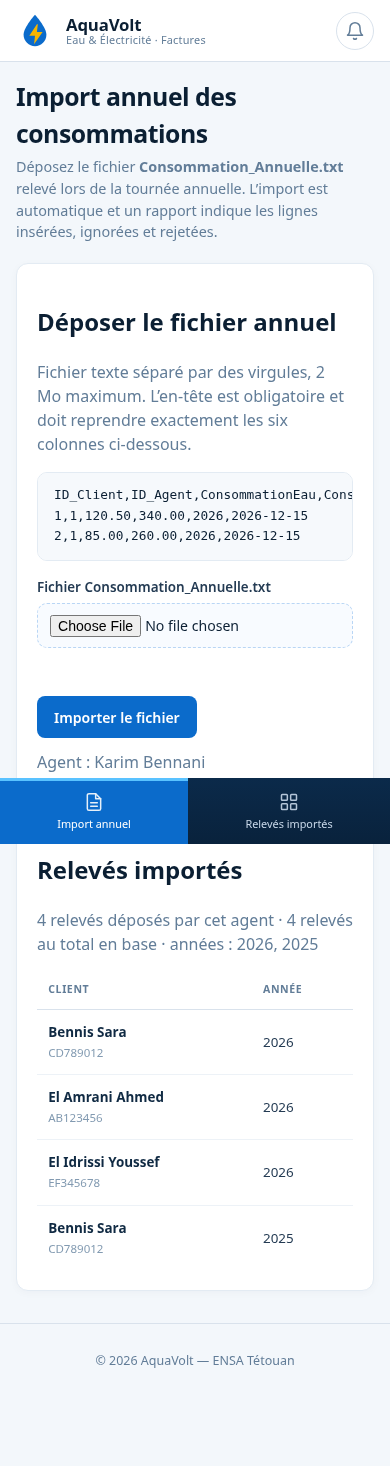 AquaVolt
Eau & Électricité · Factures
Import annuel des
consommations
Déposez le fichier Consommation_Annuelle.txt
relevé lors de la tournée annuelle. L’import est
automatique et un rapport indique les lignes
insérées, ignorées et rejetées.
Déposer le fichier annuel
Fichier texte séparé par des virgules, 2
Mo maximum. L’en-tête est obligatoire et
doit reprendre exactement les six
colonnes ci-dessous.
ID_Client,ID_Agent,ConsommationEau,Cons
1,1,120.50,340.00,2026,2026-12-15
2,1,85.00,260.00,2026,2026-12-15
Fichier Consommation_Annuelle.txt
Choose File No file chosen
Importer le fichier
Agent : Karim Bennani
Import annuel
Relevés importés
Relevés importés
4 relevés déposés par cet agent · 4 relevés
au total en base · années : 2026, 2025
CLIENT ANNÉE
Bennis Sara
CD789012
2026
El Amrani Ahmed
AB123456
2026
El Idrissi Youssef
EF345678
2026
Bennis Sara
CD789012
2025
© 2026 AquaVolt — ENSA Tétouan